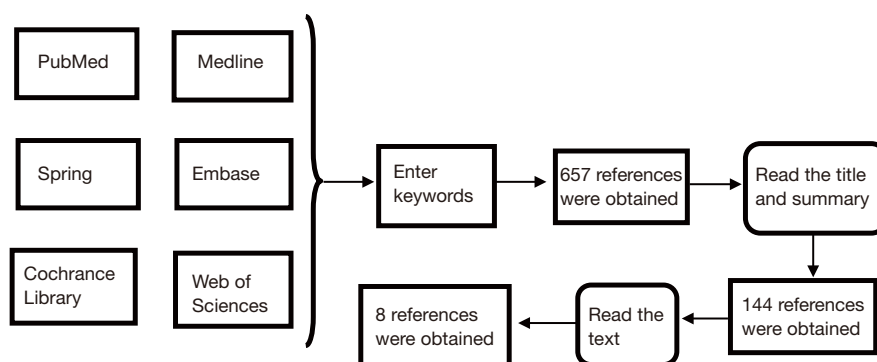 PubMed
Medline
Spring
Embase
Cochrance
Library
Web of
Sciences
Enter
keywords
657 references
were obtained
Read the title
and summary
144 references
were obtained
Read the
text
8 references
were obtained